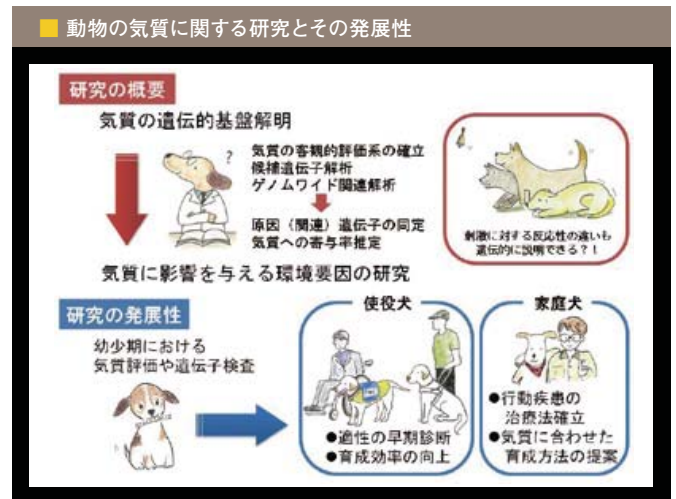 動物の気質に関する研究とその発展性
研究の概要
気質の遺伝的基盤解明
?
気質の客観的評価系の確立
候補遺伝子解析
ゲノムワイド関連解析
原因（関連）遺伝子の同定
気質への寄与率推定
刺激に対する反応性の違いも
遺伝的に説明できる？！
気質に影響を与える環境要因の研究
研究の発展性
幼少期における
気質評価や遺伝子検査
使役犬
●適性の早期診断
●育成効率の向上
家庭犬
●行動疾患の
治療法確立
●気質に合わせた
育成方法の提案